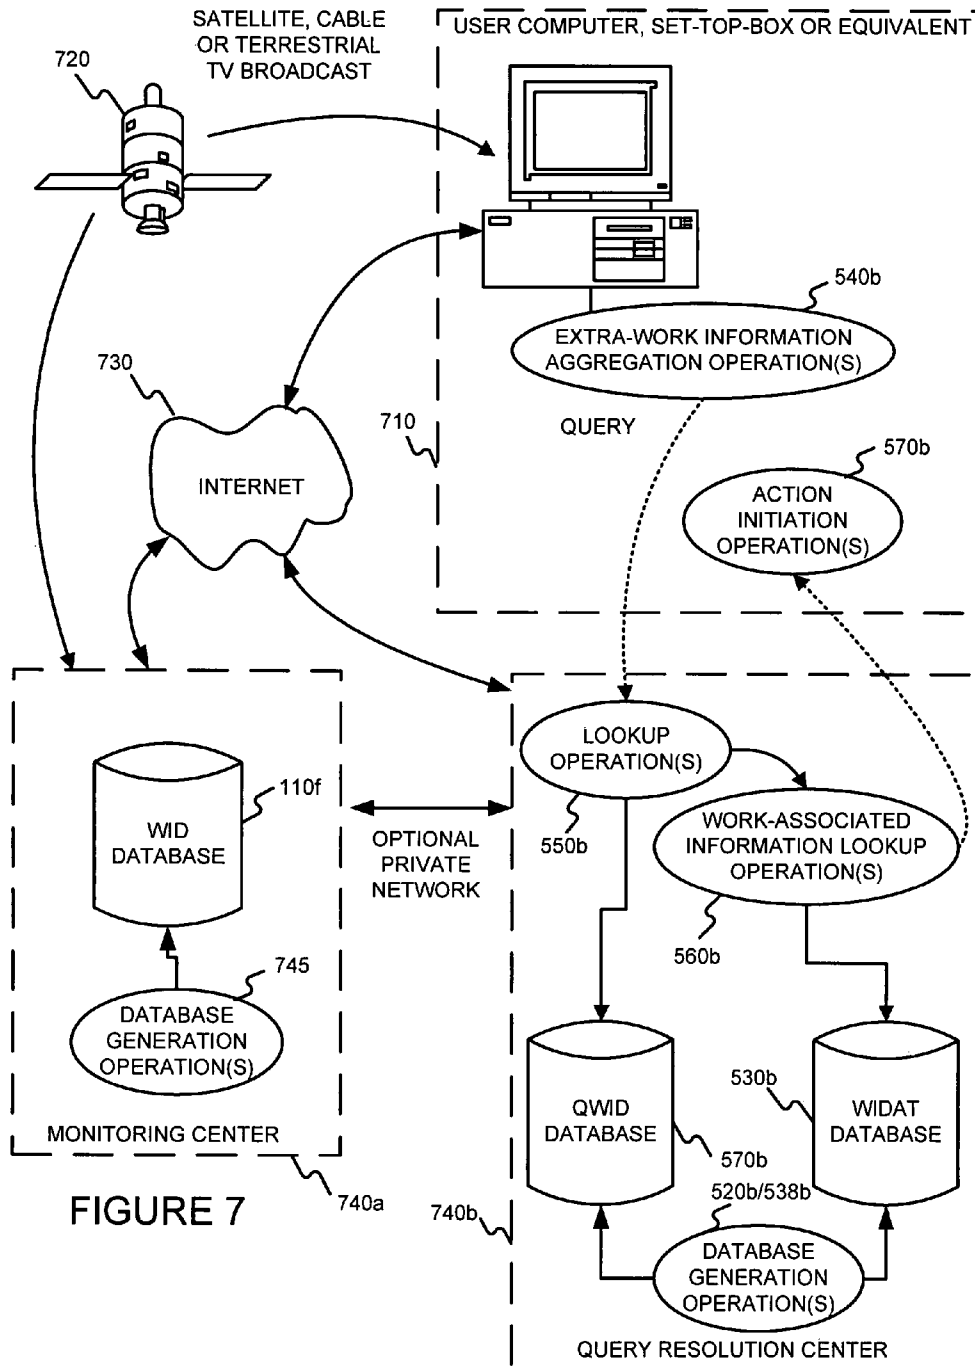 SATELLITE, CABLE
OR TERRESTRIAL
TV BROADCAST
720
USER COMPUTER, SET-TOP-BOX OR EQUIVALENT
540b
EXTRA-WORK INFORMATION
AGGREGATION OPERATION(S)
730
710
QUERY
570b
INTERNET
ACTION
INITIATION
OPERATION(S)
LOOKUP
OPERATION(S)
110f
WID
DATABASE
OPTIONAL
PRIVATE
NETWORK
550b
WORK-ASSOCIATED
INFORMATION LOOKUP
OPERATION(S)
560b
745
DATABASE
GENERATION
OPERATION(S)
QWID
DATABASE
530b
WIDAT
DATABASE
MONITORING CENTER
570b
740a
FIGURE 7
740b
520b/538b
DATABASE
GENERATION
OPERATION(S)
QUERY RESOLUTION CENTER